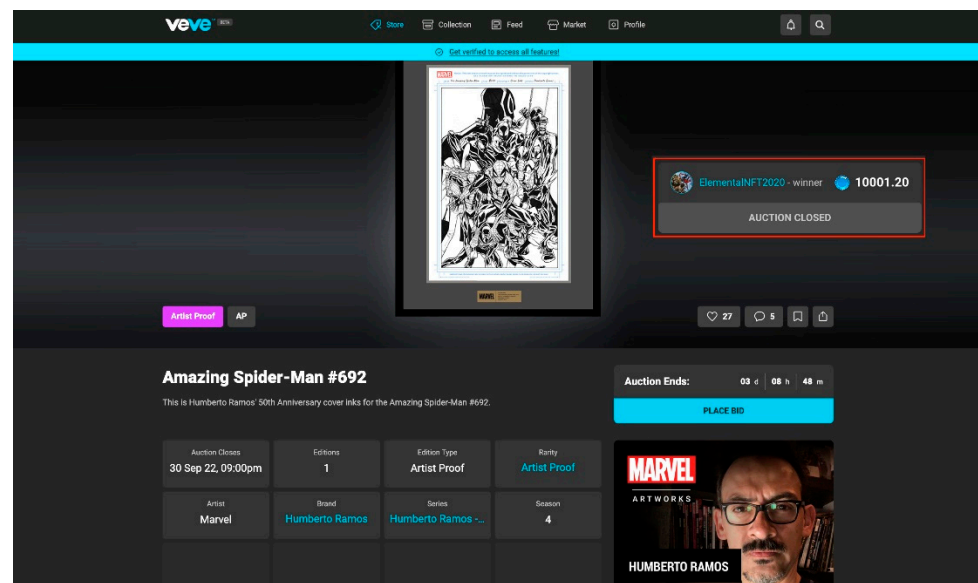 veve BETA
Store Collection Feed Market Profile
Get verified to access all features!
MARVEL
ElementalNFT2020 - winner 10001.20
AUCTION CLOSED
MARVEL
Artist Proof AP
27 5
Amazing Spider-Man #692
This is Humberto Ramos' 50th Anniversary cover inks for the Amazing Spider-Man #692.
Auction Ends: 03 d 08 h 48 m
PLACE BID
Auction Closes Editions Edition Type Rarity
30 Sep 22, 09:00pm 1 Artist Proof Artist Proof
Artist Brand Series Season
Marvel Humberto Ramos Humberto Ramos -... 4
MARVEL
ARTWORKS
HUMBERTO RAMOS